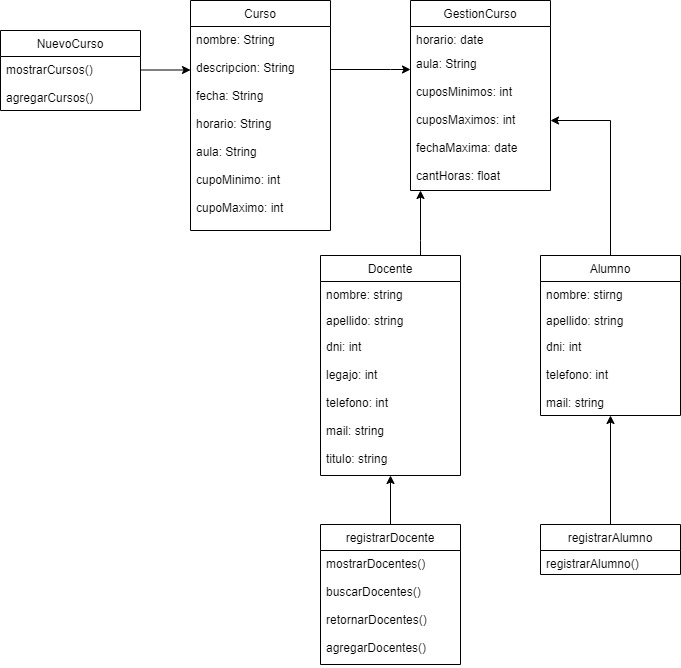 NuevoCurso
mostrarCursos()
agregarCursos()
Curso
nombre: String
descripcion: String
fecha: String
horario: String
aula: String
cupoMinimo: int
cupoMaximo: int
GestionCurso
horario: date
aula: String
cuposMinimos: int
cuposMaximos: int
fechaMaxima: date
cantHoras: float
Docente
nombre: string
apellido: string
dni: int
legajo: int
telefono: int
mail: string
titulo: string
Alumno
nombre: stirng
apellido: string
dni: int
telefono: int
mail: string
registrarDocente
mostrarDocentes()
buscarDocentes()
retornarDocentes()
agregarDocentes()
registrarAlumno
registrarAlumno()